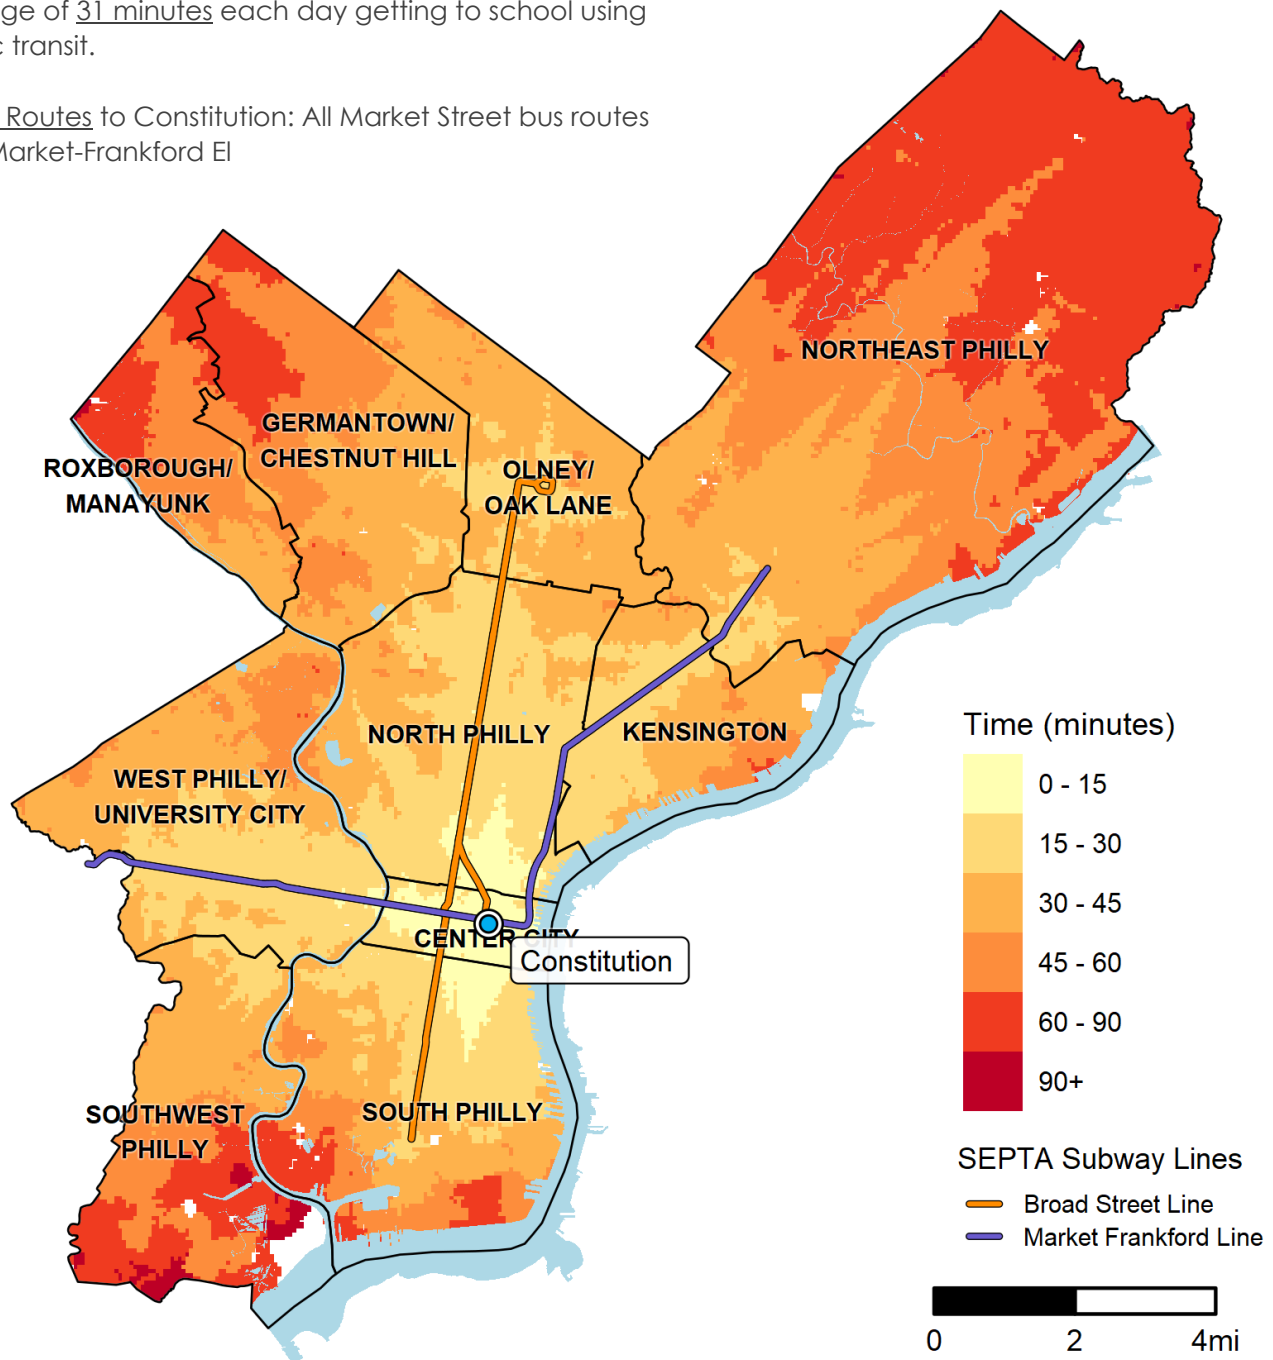 ge of 31 minutes each day getting to school using
c transit.
Routes to Constitution: All Market Street bus routes
Market-Frankford El
NORTHEAST PHILLY
GERMANTOWN/
CHESTNUT HILL
ROXBOROUGH/
MANAYUNK
OLNEY/
OAK LANE
NORTH PHILLY
KENSINGTON
WEST PHILLY/
UNIVERSITY CITY
CENTER CITY
Constitution
SOUTHWEST
PHILLY
SOUTH PHILLY
Time (minutes)
0 - 15
15 - 30
30 - 45
45 - 60
60 - 90
90+
SEPTA Subway Lines
Broad Street Line
Market Frankford Line
0 2 4mi